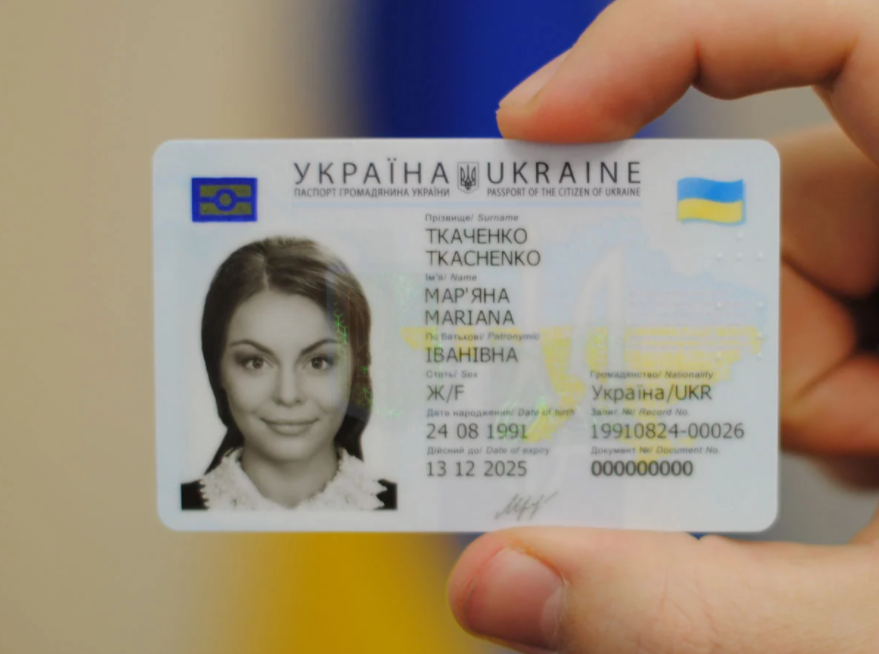 УКРАЇНА UKRAINE
ПАСПОРТ ГРОМАДЯНИНА УКРАЇНИ PASSPORT OF THE CITIZEN OF UKRAINE
Прізвище/ Surname
ТКАЧЕНКО
TKACHENKO
Ім'я/ Name
МАР'ЯНА
MARIANA
По батькові/ Patronymic
ІВАНІВНА
Стать/ Sex Громадянство/ Nationality
Ж/F Україна/UKR
Дата народження/ Date of birth Запис №/ Record No.
24 08 1991 19910824-00026
Дійсний до/ Date of expiry Документ №/ Document No.
13 12 2025 000000000